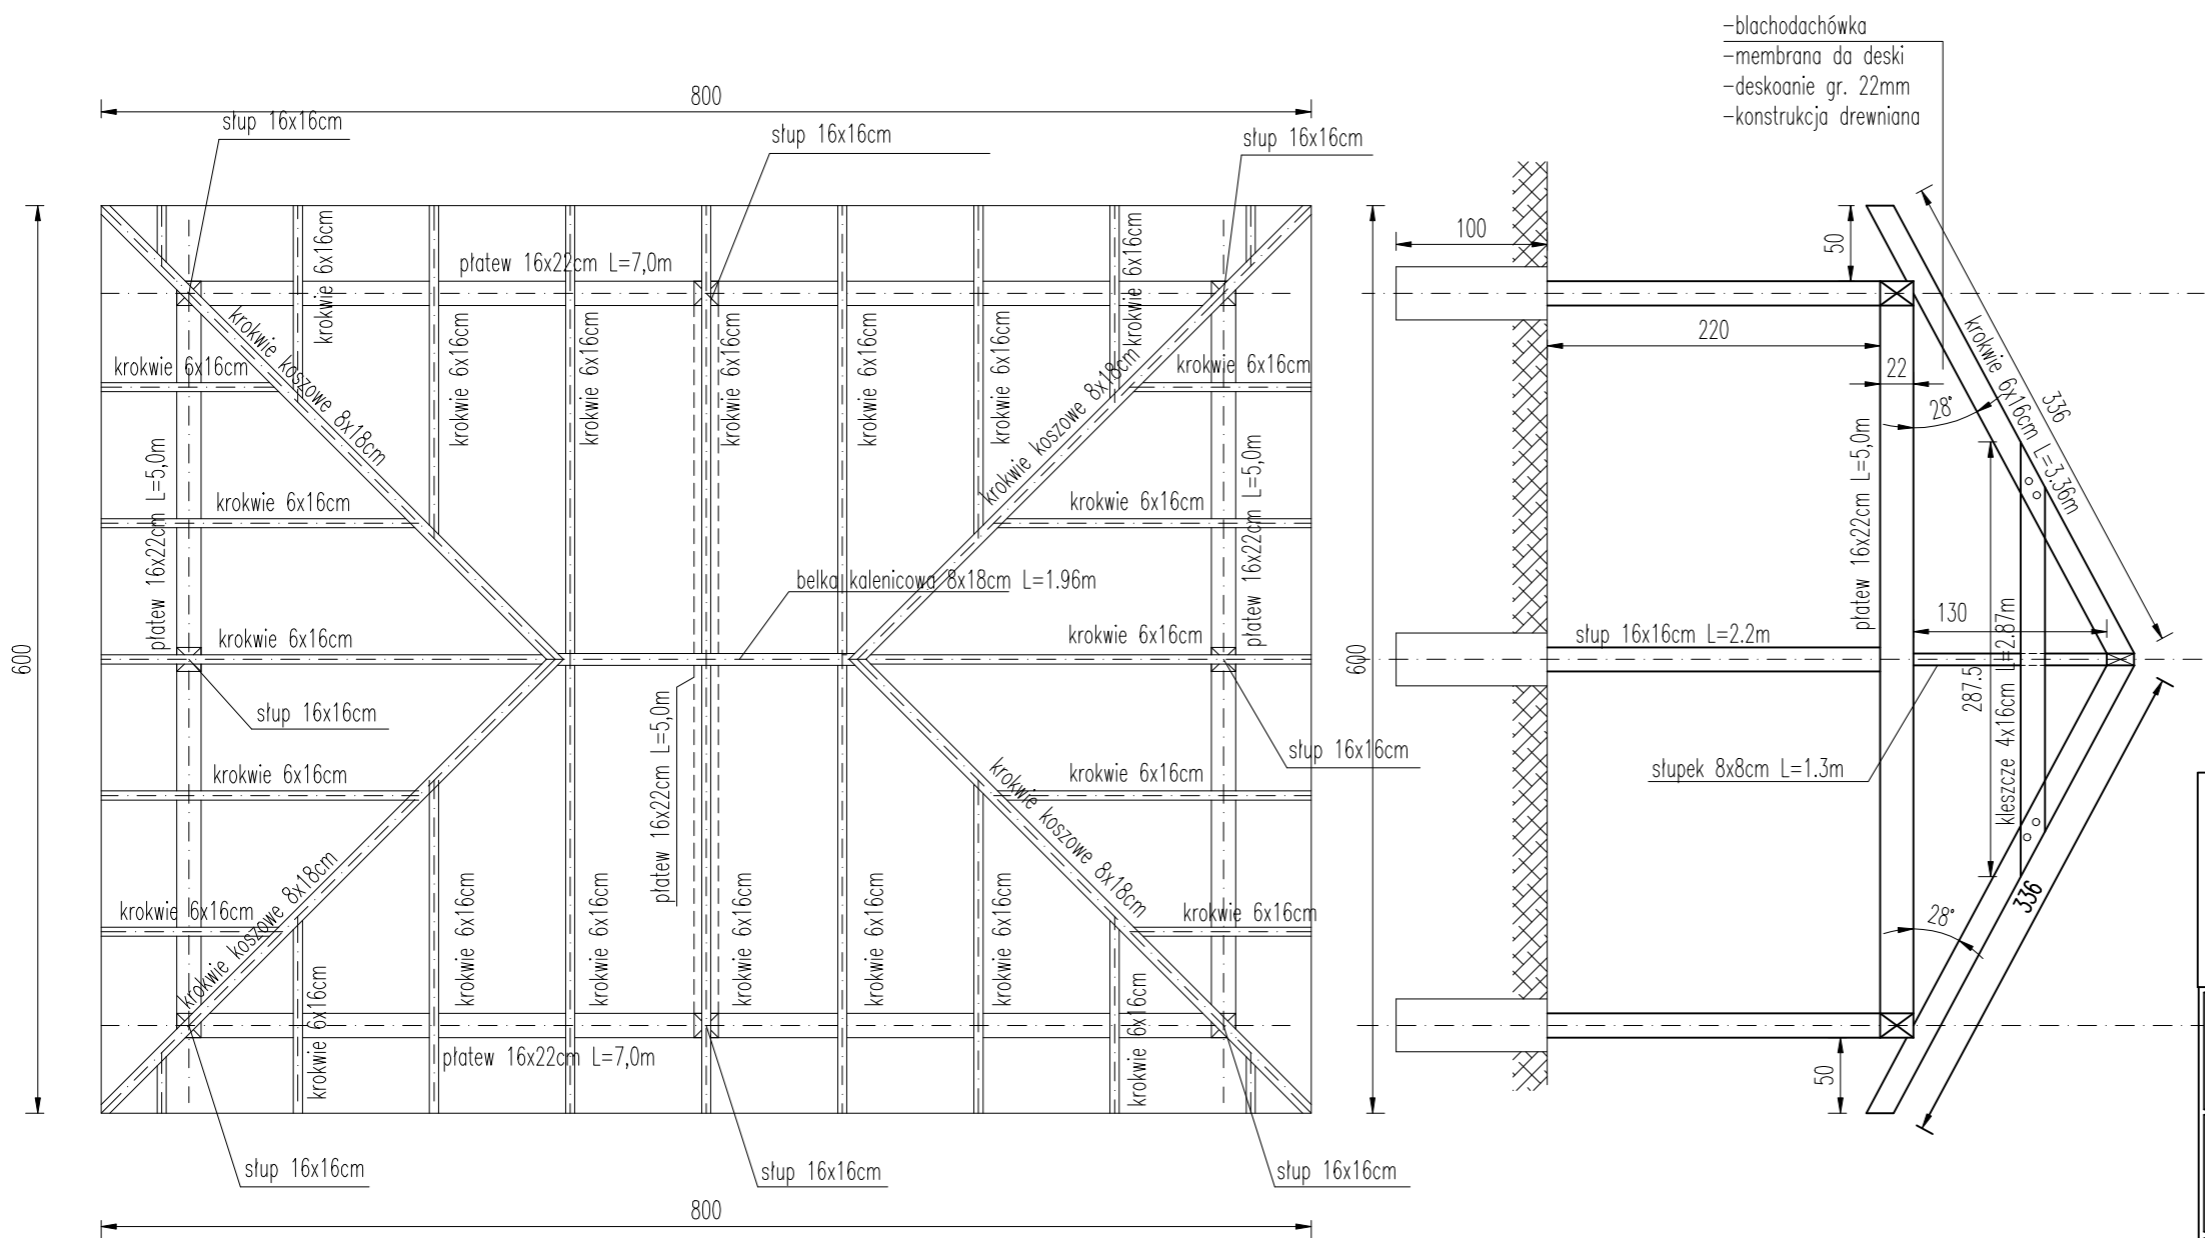 -blachodachówka
-membrana da deski
-deskoanie gr. 22mm
-konstrukcja drewniana
800
słup 16x16cm
słup 16x16cm
słup 16x16cm
600
płatew 16x22cm L=7,0m
krokwie 6x16cm
krokwie 6x16cm
krokwie 6x16cm
krokwie 6x16cm
krokwie 6x16cm
krokwie 6x16cm
krokwie 6x16cm
krokwie koszowe 8x18cm
krokwie koszowe 8x18cm
krokwie 6x16cm
krokwie 6x16cm
płatew 16x22cm L=5,0m
płatew 16x22cm L=5,0m
krokwie 6x16cm
krokwie 6x16cm
belka kalenicowa 8x18cm L=1.96m
krokwie 6x16cm
krokwie 6x16cm
słup 16x16cm
słup 16x16cm
płatew 16x22cm L=5,0m
krokwie 6x16cm
krokwie 6x16cm
krokwie koszowe 8x18cm
krokwie koszowe 8x18cm
krokwie 6x16cm
krokwie 6x16cm
krokwie 6x16cm
krokwie 6x16cm
krokwie 6x16cm
krokwie 6x16cm
krokwie 6x16cm
krokwie 6x16cm
krokwie 6x16cm
płatew 16x22cm L=7,0m
słup 16x16cm
słup 16x16cm
słup 16x16cm
800
600
100
50
220
22
28°
krokwie 6x16cm L=3.36m
336
płatew 16x22cm L=5,0m
130
słup 16x16cm L=2.2m
287.5
kleszcze 4x16cm L=2.87m
słupek 8x8cm L=1.3m
336
28°
50